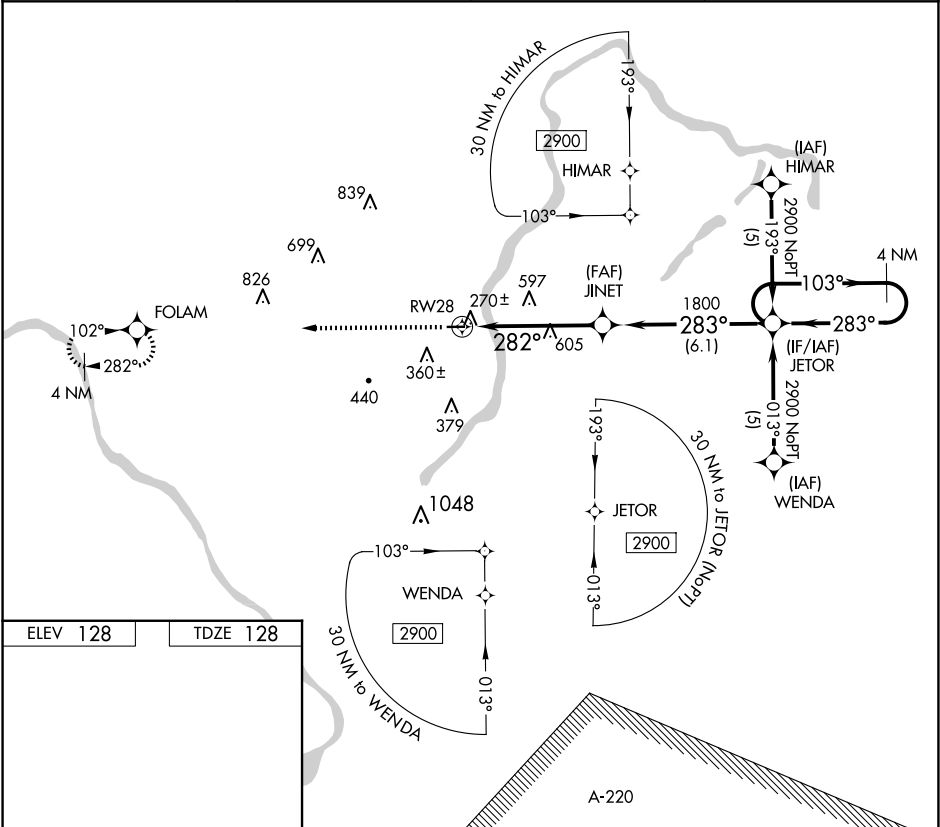 30 NM to HIMAR
193°
2900
HIMAR
103°
(IAF)
HIMAR
2900 NoPT
193°
(5)
4 NM
103°
839
699
826
FOLAM
102°
282°
4 NM
RW28
270±
597
(FAF)
JINET
1800
283°
(6.1)
283°
282°
605
(IF/IAF)
JETOR
360±
440
379
2900 NoPT
013°
(5)
(IAF)
WENDA
193°
30 NM to JETOR (NoPT)
JETOR
2900
013°
1048
103°
WENDA
2900
30 NM to WENDA
013°
ELEV 128
TDZE 128
A-220